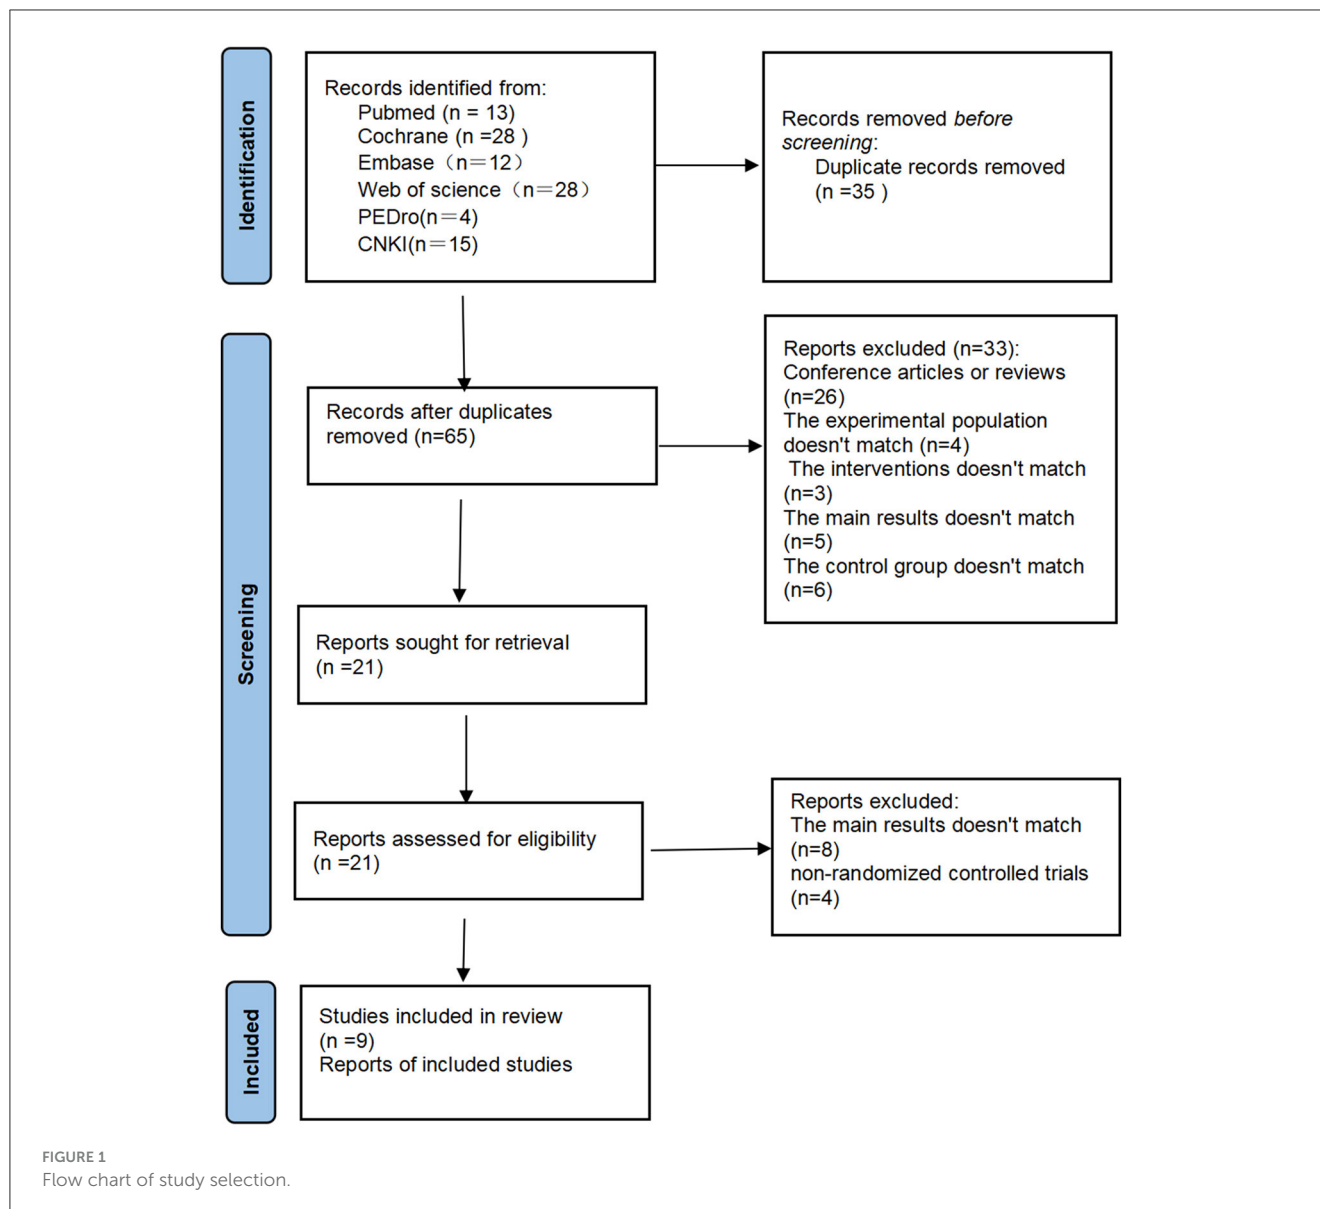 Identification
Records identified from:
Pubmed (n = 13)
Cochrane (n =28 )
Embase（n＝12）
Web of science（n＝28）
PEDro(n＝4)
CNKI(n＝15)
Records removed before
screening:
Duplicate records removed
(n =35 )
Screening
Records after duplicates
removed (n=65)
Reports excluded (n=33):
Conference articles or reviews
(n=26)
The experimental population
doesn't match (n=4)
The interventions doesn't match
(n=3)
The main results doesn't match
(n=5)
The control group doesn't match
(n=6)
Reports sought for retrieval
(n =21)
Reports assessed for eligibility
(n =21)
Reports excluded:
The main results doesn't match
(n=8)
non-randomized controlled trials
(n=4)
Included
Studies included in review
(n =9)
Reports of included studies
FIGURE 1
Flow chart of study selection.